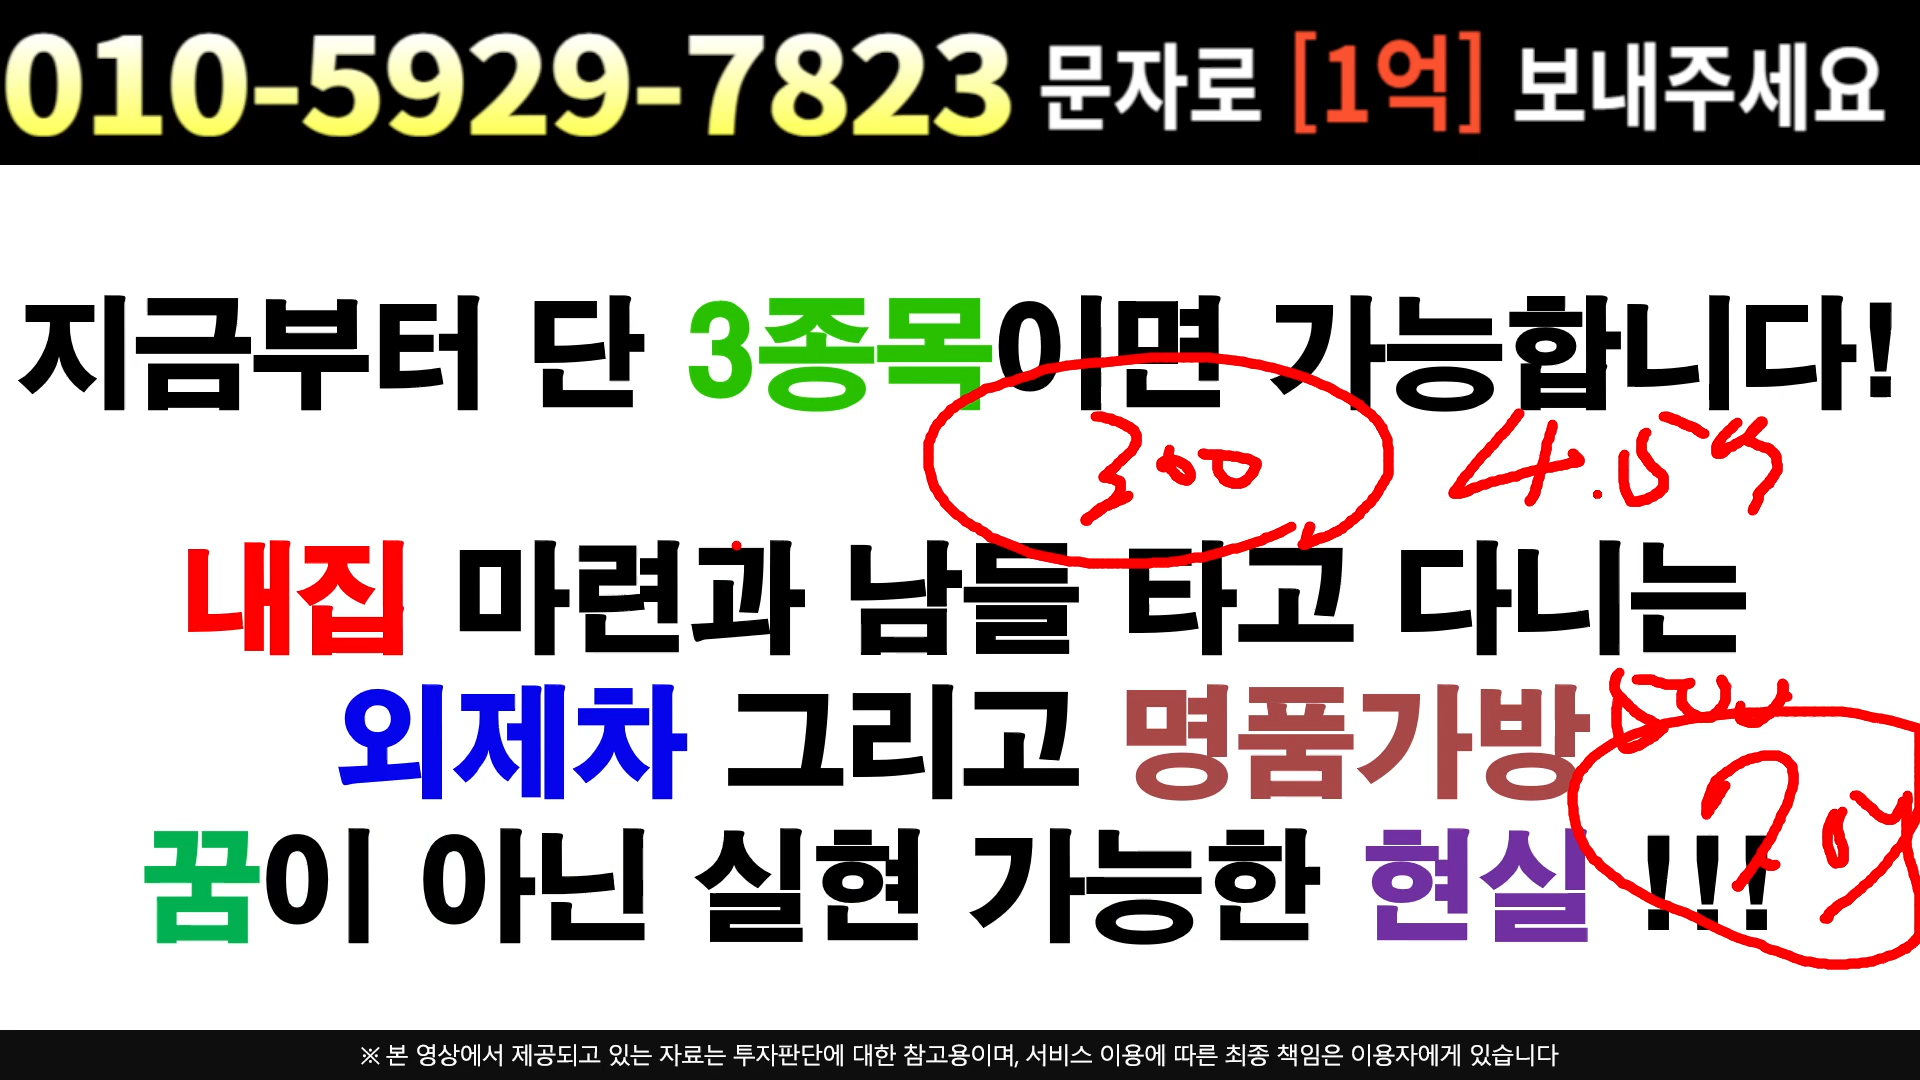 010-5929-7823 문자로 [1억] 보내주세요
지금부터 단 3종목이면 가능합니다!
300
4.5억
내집 마련과 남들 타고 다니는
외제차 그리고 명품가방
500
꿈이 아닌 실현 가능한 현실 !!!
※ 본 영상에서 제공되고 있는 자료는 투자판단에 대한 참고용이며, 서비스 이용에 따른 최종 책임은 이용자에게 있습니다